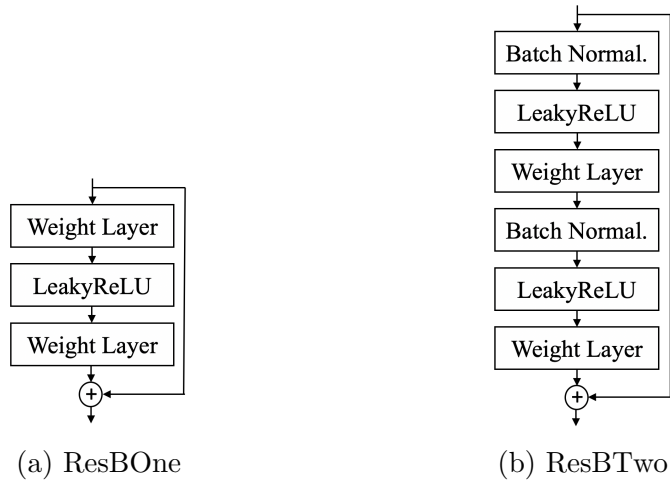 Weight Layer
LeakyReLU
Weight Layer
+
(a) ResBOne
Batch Normal.
LeakyReLU
Weight Layer
Batch Normal.
LeakyReLU
Weight Layer
+
(b) ResBTwo